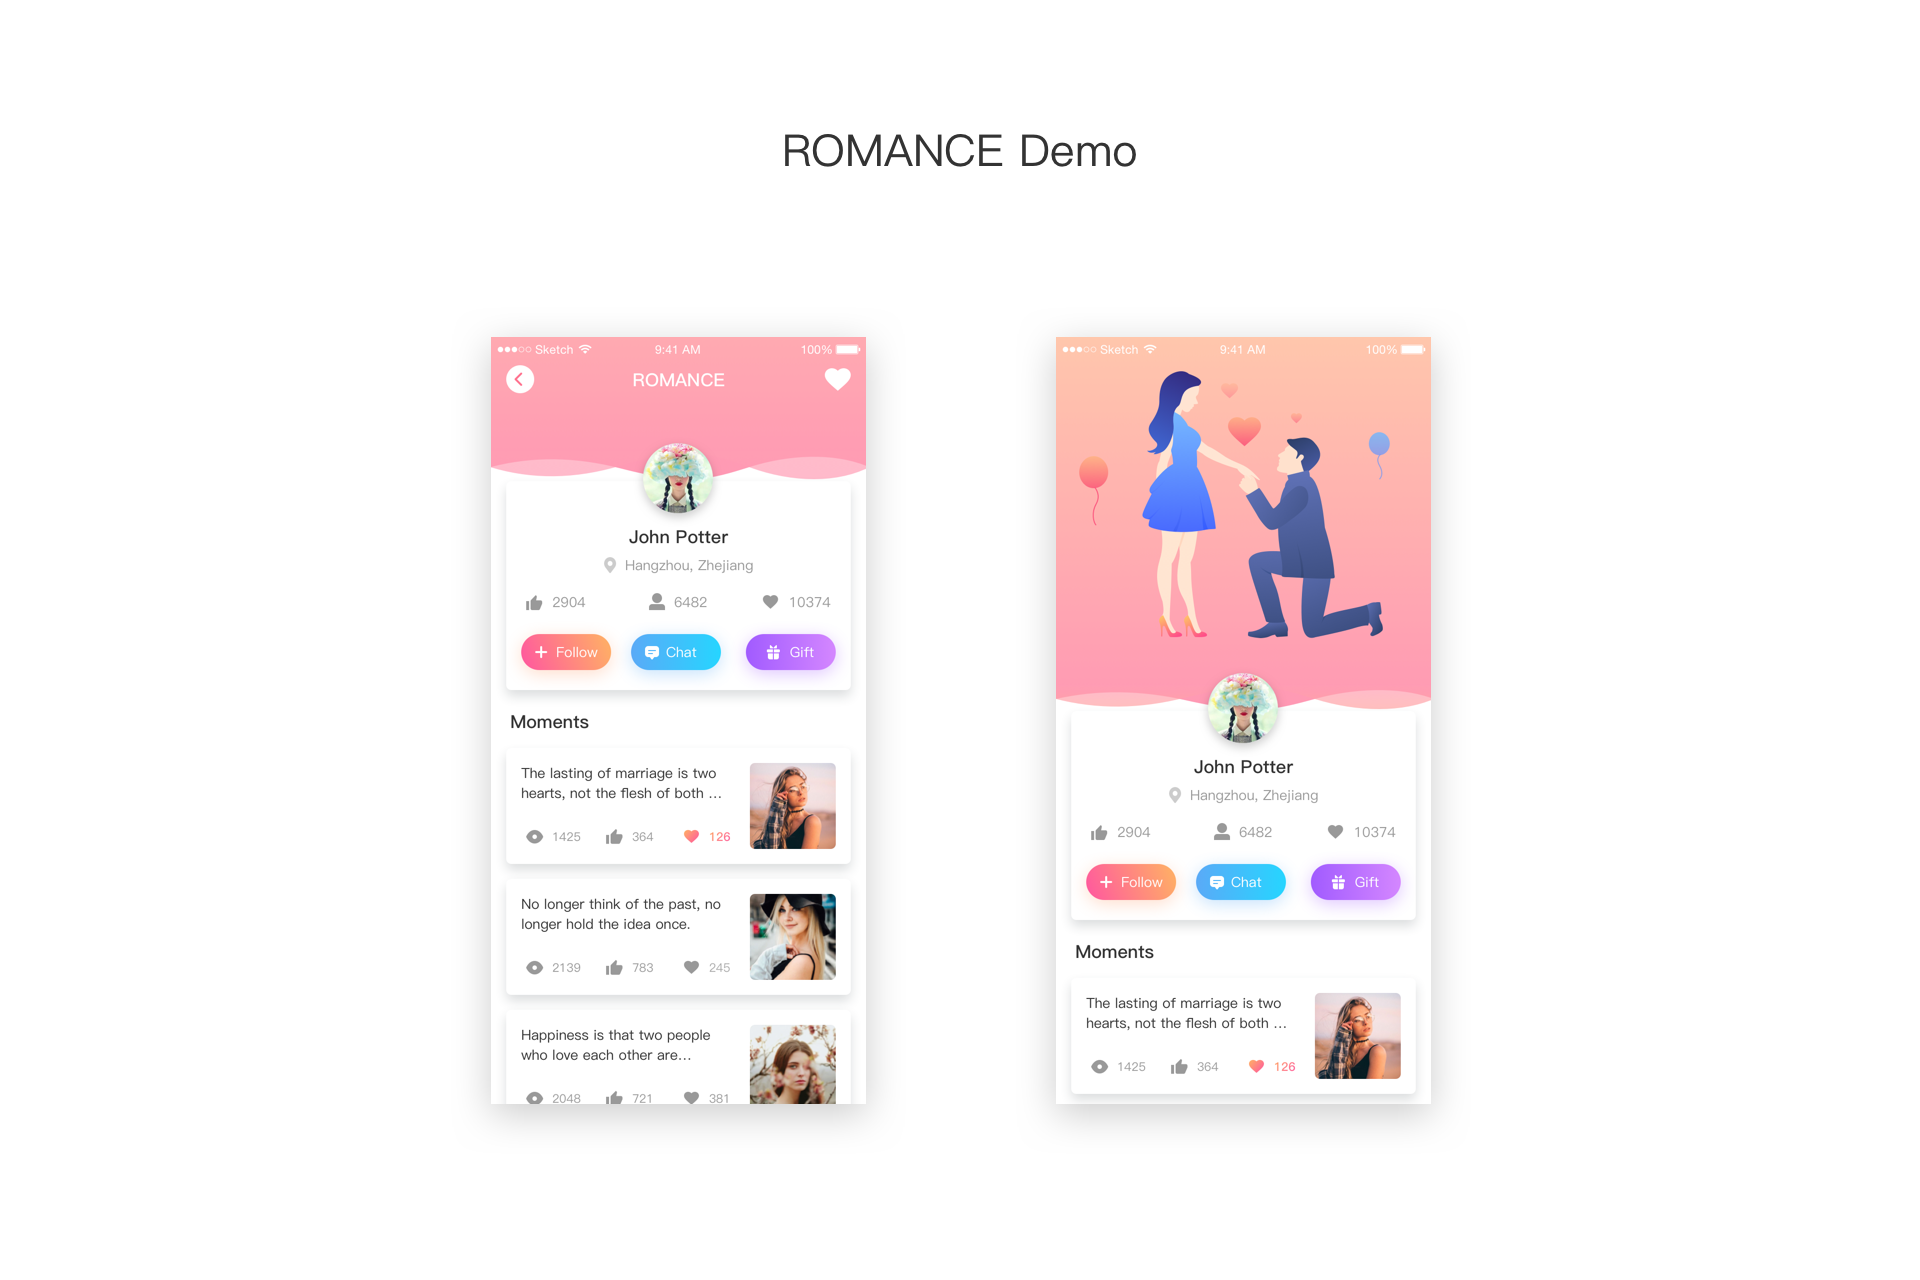 ROMANCE Demo
Sketch 9:41 AM 100%
ROMANCE
John Potter
Hangzhou, Zhejiang
2904 6482 10374
Follow Chat Gift
Moments
The lasting of marriage is two
hearts, not the flesh of both ...
1425 364 126
No longer think of the past, no
longer hold the idea once.
2139 783 245
Happiness is that two people
who love each other are...
2048 721 381
Sketch 9:41 AM 100%
John Potter
Hangzhou, Zhejiang
2904 6482 10374
Follow Chat Gift
Moments
The lasting of marriage is two
hearts, not the flesh of both ...
1425 364 126